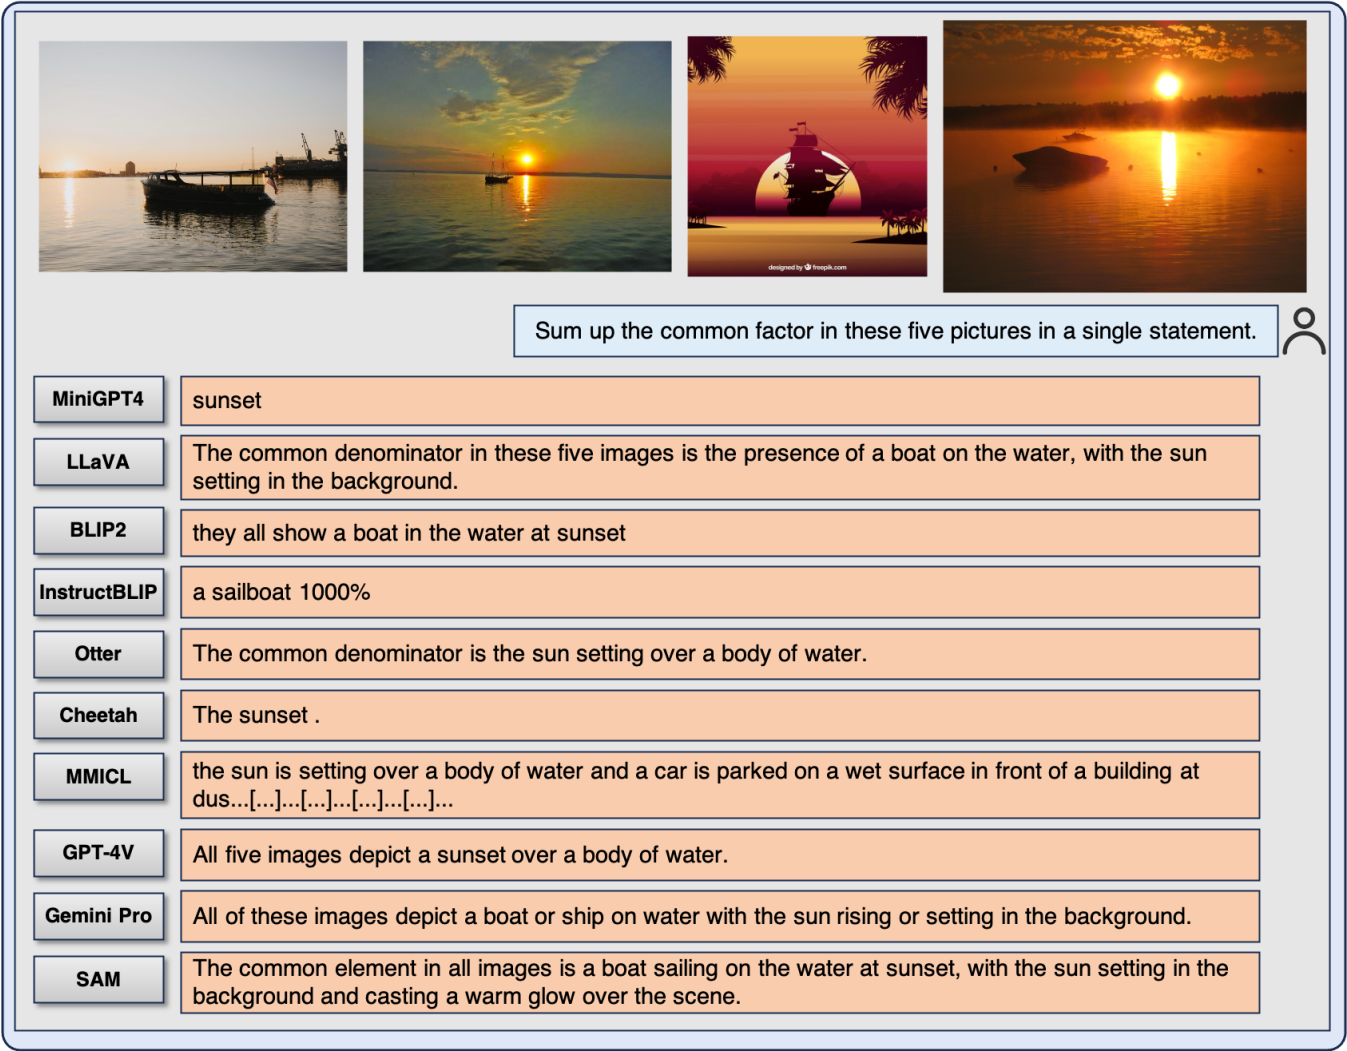 designed by freepik.com
Sum up the common factor in these five pictures in a single statement.
MiniGPT4
sunset
LLaVA
The common denominator in these five images is the presence of a boat on the water, with the sun
setting in the background.
BLIP2
they all show a boat in the water at sunset
InstructBLIP
a sailboat 1000%
Otter
The common denominator is the sun setting over a body of water.
Cheetah
The sunset .
MMICL
the sun is setting over a body of water and a car is parked on a wet surface in front of a building at
dus...[...]...[...]...[...]...[...]...
GPT-4V
All five images depict a sunset over a body of water.
Gemini Pro
All of these images depict a boat or ship on water with the sun rising or setting in the background.
SAM
The common element in all images is a boat sailing on the water at sunset, with the sun setting in the
background and casting a warm glow over the scene.